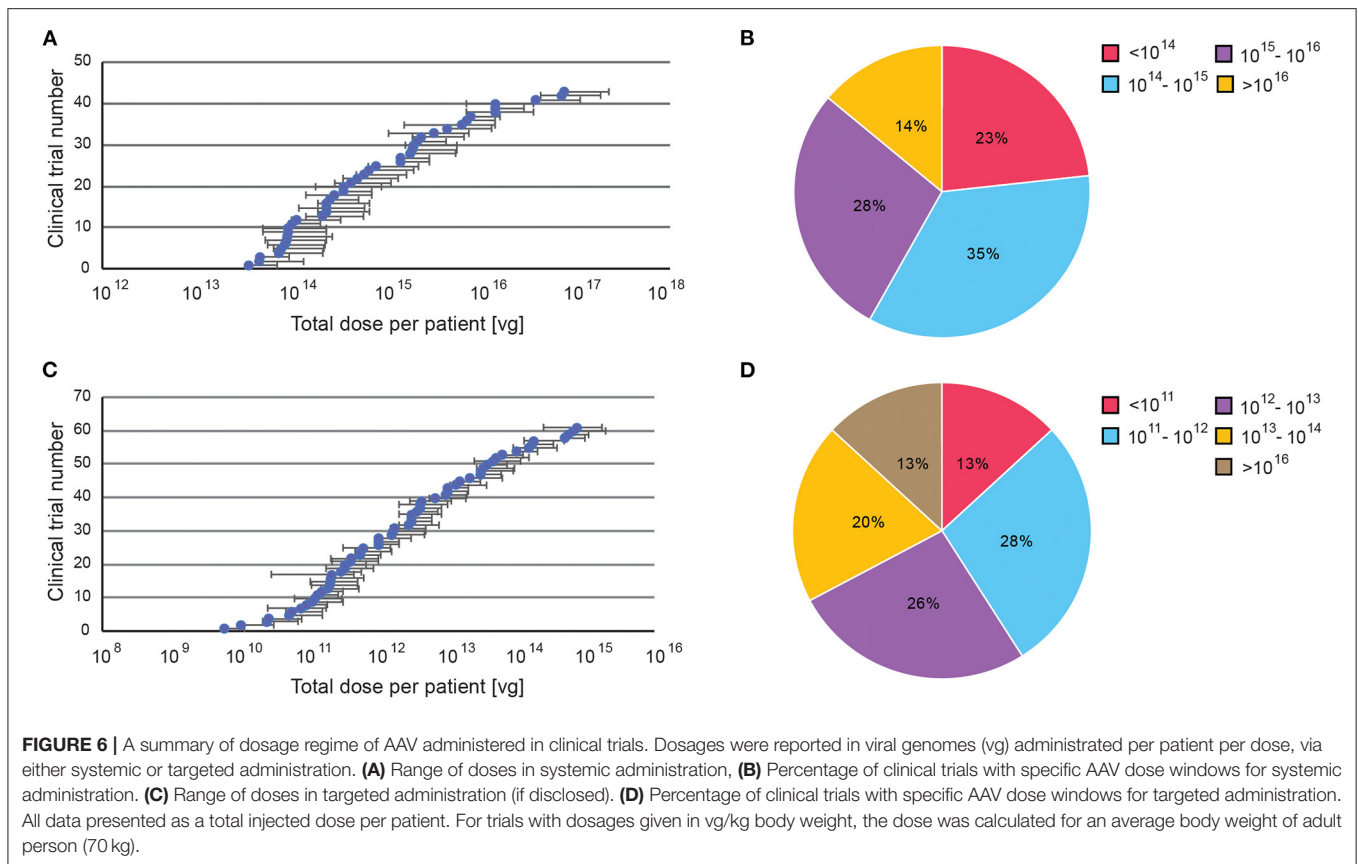 A
50
40
30
20
10
0
Clinical trial number
10^12 10^13 10^14 10^15 10^16 10^17 10^18
Total dose per patient [vg]
B
<10^14
10^15- 10^16
10^14- 10^15
>10^16
14%
23%
28%
35%
C
70
60
50
40
30
20
10
0
Clinical trial number
10^8 10^9 10^10 10^11 10^12 10^13 10^14 10^15 10^16
Total dose per patient [vg]
D
<10^11
10^12- 10^13
10^11- 10^12
10^13- 10^14
>10^16
13%
13%
20%
28%
26%
FIGURE 6 | A summary of dosage regime of AAV administered in clinical trials. Dosages were reported in viral genomes (vg) administrated per patient per dose, via
either systemic or targeted administration. (A) Range of doses in systemic administration, (B) Percentage of clinical trials with specific AAV dose windows for systemic
administration. (C) Range of doses in targeted administration (if disclosed). (D) Percentage of clinical trials with specific AAV dose windows for targeted administration.
All data presented as a total injected dose per patient. For trials with dosages given in vg/kg body weight, the dose was calculated for an average body weight of adult
person (70 kg).